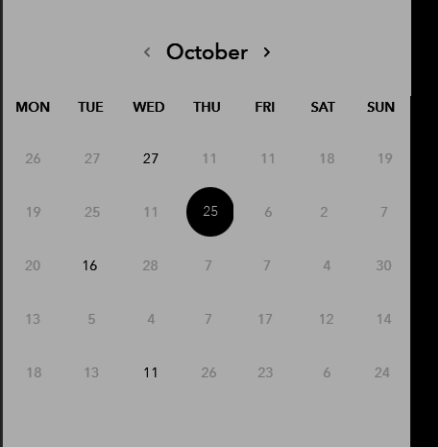 ‹ October ›
MON TUE WED THU FRI SAT SUN
26 27 27 11 11 18 19
19 25 11 25 6 2 7
20 16 28 7 7 4 30
13 5 4 7 17 12 14
18 13 11 26 23 6 24